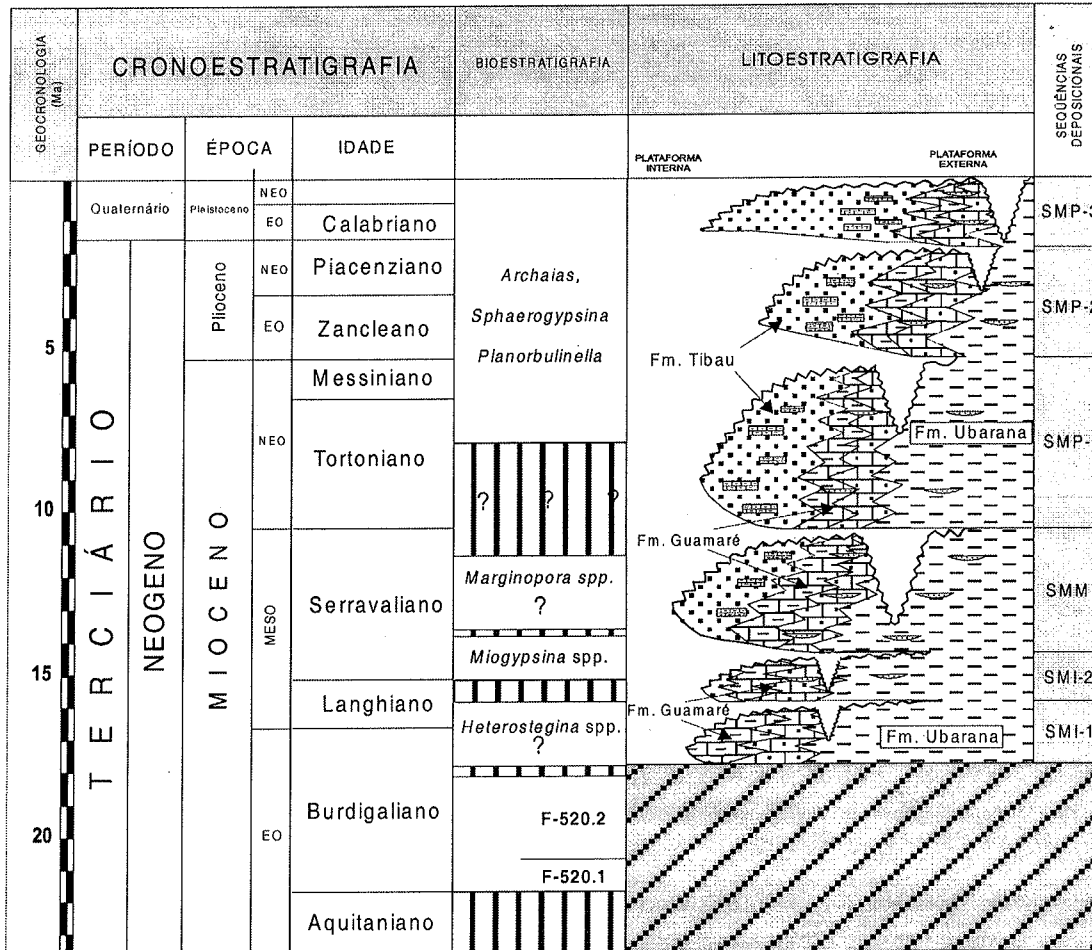 GEOCRONOLOGIA
(Ma)
CRONOESTRATIGRAFIA
BIOESTRATIGRAFIA
LITOESTRATIGRAFIA
SEQÜÊNCIAS
DEPOSICIONAIS
PERÍODO
ÉPOCA
IDADE
PLATAFORMA
INTERNA
PLATAFORMA
EXTERNA
Quaternário
Pleistoceno
NEO
EO
Calabriano
SMP-3
TERCIÁRIO
NEOGENO
Plioceno
NEO
Piacenziano
EO
Zancleano
Archaias,
Sphaerogypsina
Planorbulinella
SMP-2
5
Fm. Tibau
MIOCENO
NEO
Messiniano
Tortoniano
? ? ?
Fm. Ubarana
SMP-
10
Fm. Guamaré
MESO
Serravaliano
Marginopora spp.
?
SMM
Miogypsina spp.
15
SMI-2
Langhiano
Fm. Guamaré
Heterostegina spp.
?
Fm. Ubarana
SMI-1
EO
Burdigaliano
20
F-520.2
F-520.1
Aquitaniano